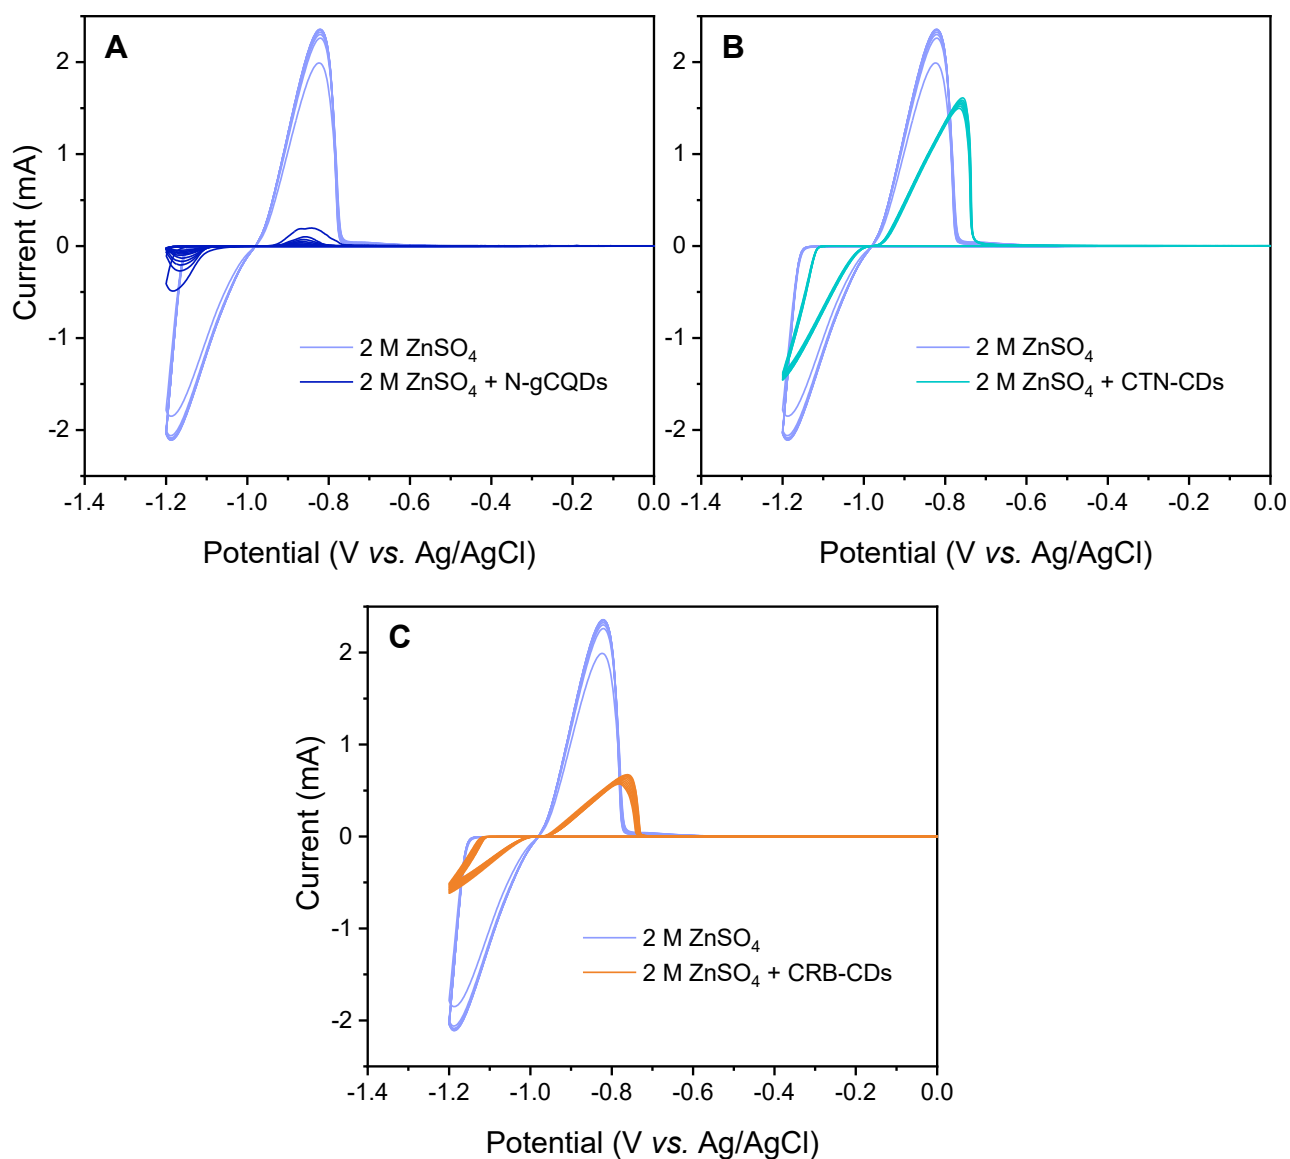 A
2
1
0
-1
-2
Current (mA)
2 M ZnSO4
2 M ZnSO4 + N-gCQDs
-1.4 -1.2 -1.0 -0.8 -0.6 -0.4 -0.2 0.0
Potential (V vs. Ag/AgCl)
B
2
1
0
-1
-2
2 M ZnSO4
2 M ZnSO4 + CTN-CDs
-1.4 -1.2 -1.0 -0.8 -0.6 -0.4 -0.2 0.0
Potential (V vs. Ag/AgCl)
C
2
1
0
-1
-2
Current (mA)
2 M ZnSO4
2 M ZnSO4 + CRB-CDs
-1.4 -1.2 -1.0 -0.8 -0.6 -0.4 -0.2 0.0
Potential (V vs. Ag/AgCl)